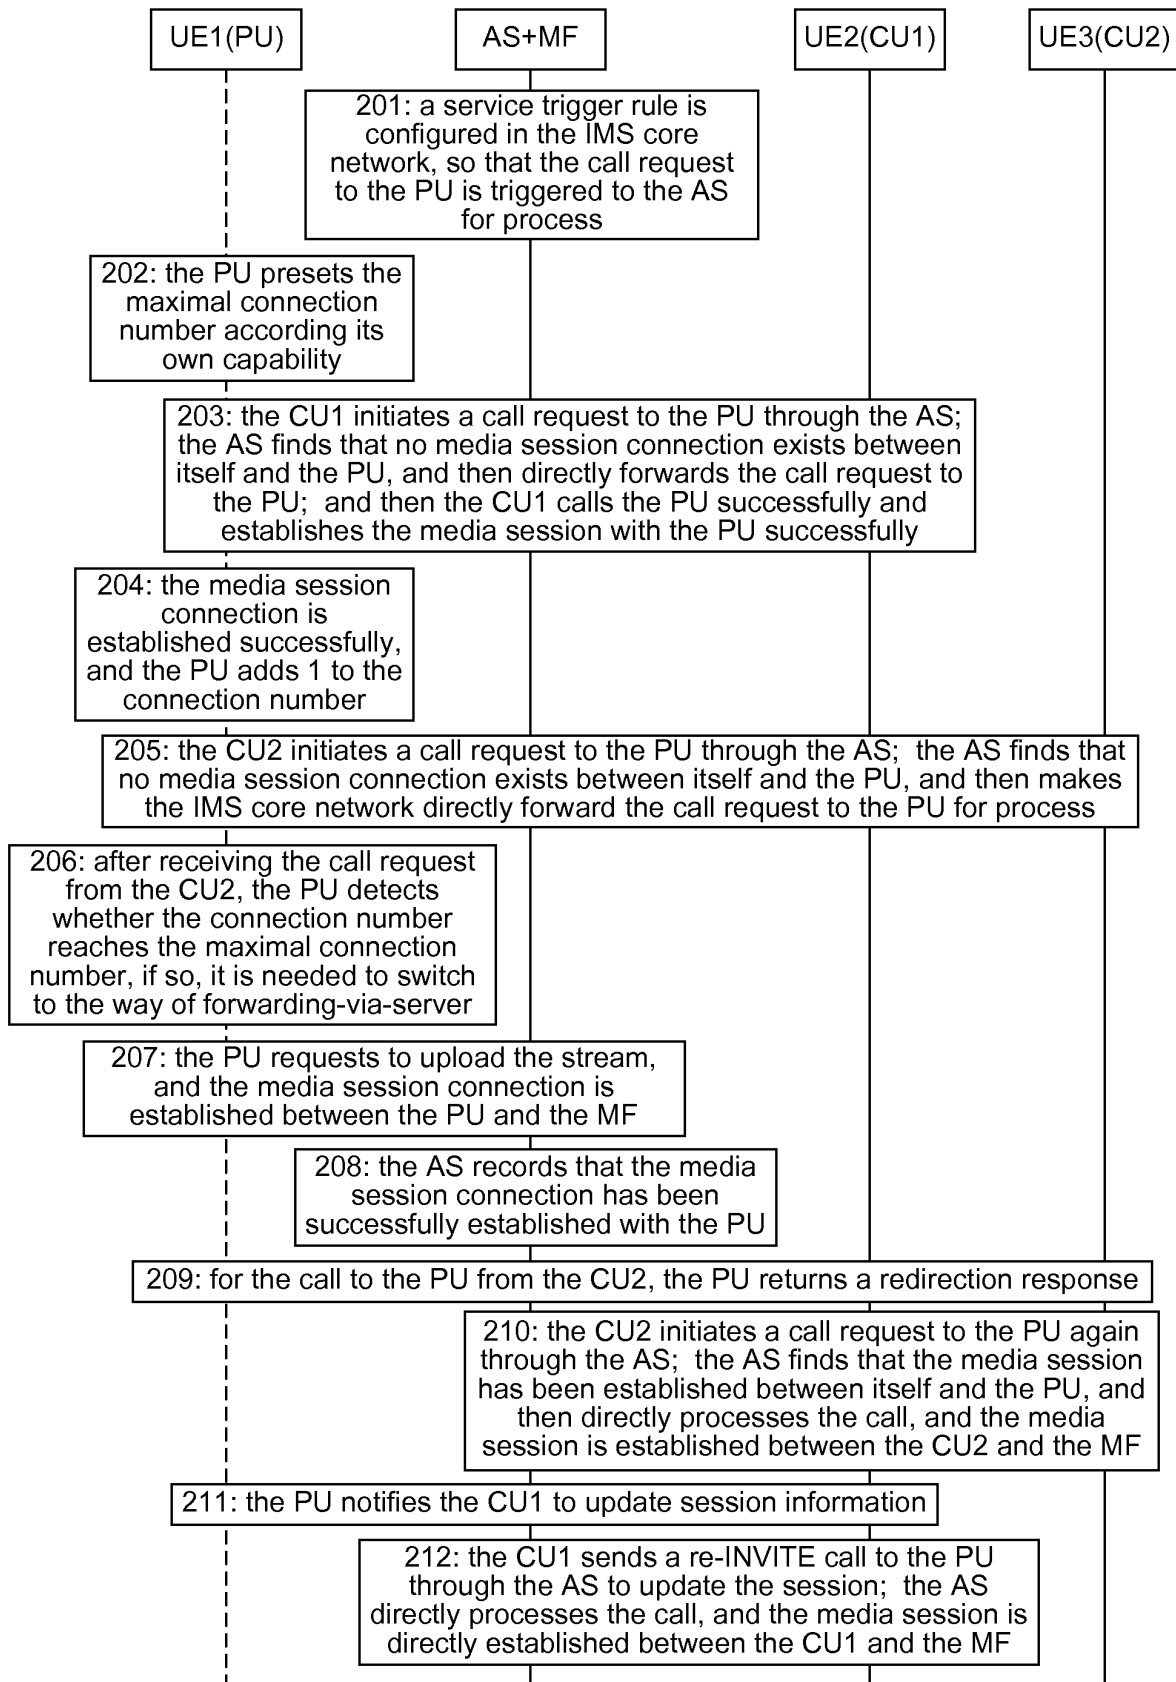 UE1(PU)
AS+MF
UE2(CU1)
UE3(CU2)
201: a service trigger rule is
configured in the IMS core
network, so that the call request
to the PU is triggered to the AS
for process
202: the PU presets the
maximal connection
number according its
own capability
203: the CU1 initiates a call request to the PU through the AS;
the AS finds that no media session connection exists between
itself and the PU, and then directly forwards the call request to
the PU; and then the CU1 calls the PU successfully and
establishes the media session with the PU successfully
204: the media session
connection is
established successfully,
and the PU adds 1 to the
connection number
205: the CU2 initiates a call request to the PU through the AS; the AS finds that
no media session connection exists between itself and the PU, and then makes
the IMS core network directly forward the call request to the PU for process
206: after receiving the call request
from the CU2, the PU detects
whether the connection number
reaches the maximal connection
number, if so, it is needed to switch
to the way of forwarding-via-server
207: the PU requests to upload the stream,
and the media session connection is
established between the PU and the MF
208: the AS records that the media
session connection has been
successfully established with the PU
209: for the call to the PU from the CU2, the PU returns a redirection response
210: the CU2 initiates a call request to the PU again
through the AS; the AS finds that the media session
has been established between itself and the PU, and
then directly processes the call, and the media
session is established between the CU2 and the MF
211: the PU notifies the CU1 to update session information
212: the CU1 sends a re-INVITE call to the PU
through the AS to update the session; the AS
directly processes the call, and the media session is
directly established between the CU1 and the MF